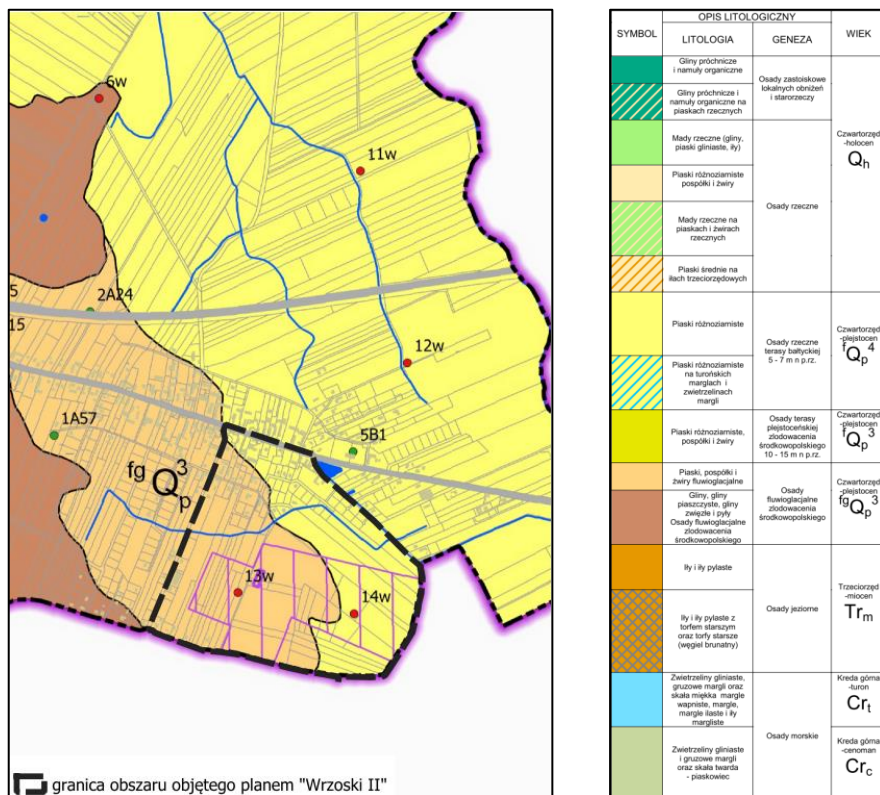 6w
11w
2A24
5
15
12w
1A57
5B1
fg Q 3 p
13w
14w
granica obszaru objętego planem "Wrzoski II"
SYMBOL
OPIS LITOLOGICZNY
WIEK
LITOLOGIA
GENEZA
Gliny próchnicze
i namuły organiczne
Gliny próchnicze i
namuły organiczne na
piaskach rzecznych
Osady zastoiskowe
lokalnych obniżeń
i starorzeczy
Mady rzeczne (gliny,
piaski gliniaste, iły)
Piaski różnoziarniste
pospółki i żwiry
Mady rzeczne na
piaskach i żwirach
rzecznych
Piaski średnie na
iłach trzeciorzędowych
Osady rzeczne
Czwartorzęd
-holocen
Qh
Piaski różnoziarniste
Piaski różnoziarniste
na turońskich
marglach i
zwietrzelinach
margli
Osady rzeczne
terasy bałtyckiej
5 - 7 m n p.rz.
Czwartorzęd
-plejstocen
f Q 4 p
Piaski różnoziarniste,
pospółki i żwiry
Osady terasy
plejstoceńskiej
zlodowacenia
środkowopolskiego
10 - 15 m n p.rz.
Czwartorzęd
-plejstocen
f Q 3 p
Piaski, pospółki i
żwiry fluwioglacjalne
Gliny, gliny
piaszczyste, gliny
zwięzłe i pyły
Osady fluwioglacjalne
zlodowacenia
środkowopolskiego
Osady
fluwioglacjalne
zlodowacenia
środkowopolskiego
Czwartorzęd
-plejstocen
fg Q 3 p
Iły i iły pylaste
Iły i iły pylaste z
torfem starszym
oraz torfy starsze
(węgiel brunatny)
Osady jeziorne
Trzeciorzęd
-miocen
Trm
Zwietrzeliny gliniaste,
gruzowe margli oraz
skała miękka margle
wapniste, margle,
margle ilaste i iły
margliste
Zwietrzeliny gliniaste
i gruzowe margli
oraz skała twarda
- piaskowiec
Osady morskie
Kreda górna
-turon
Crt
Kreda górna
-cenoman
Crc